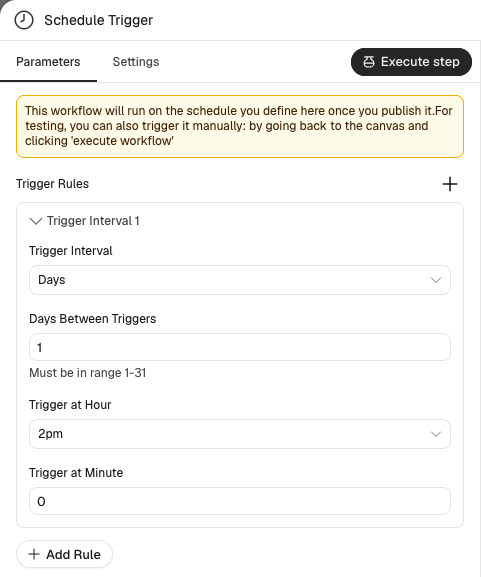 Schedule Trigger
Parameters
Settings
Execute step
This workflow will run on the schedule you define here once you publish it.For
testing, you can also trigger it manually: by going back to the canvas and
clicking 'execute workflow'
Trigger Rules
Trigger Interval 1
Trigger Interval
Days
Days Between Triggers
1
Must be in range 1-31
Trigger at Hour
2pm
Trigger at Minute
0
Add Rule